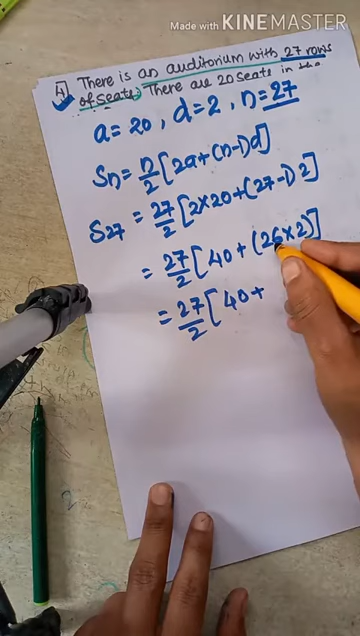 Made with KINEMASTER
4) There is an auditorium with 27 rows
of seats. There are 20 seats in the
a = 20, d = 2, n = 27
Sn = n/2 [2a + (n-1)d]
S27 = 27/2 [2×20 + (27-1) 2]
= 27/2 [40 + (26×2)]
= 27/2 [40 +